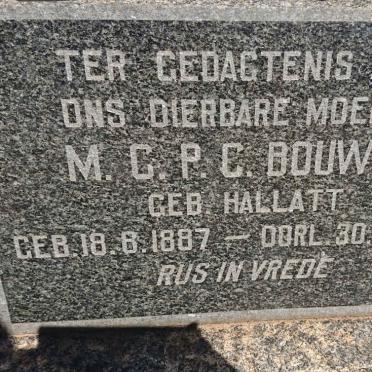 TER GEDAGTENIS
ONS DIERBARE MOE
M. C. P. C. BOUW
GEB. HALLATT.
GEB. 18.6.1887 — OORL. 30.
RUS IN VREDE